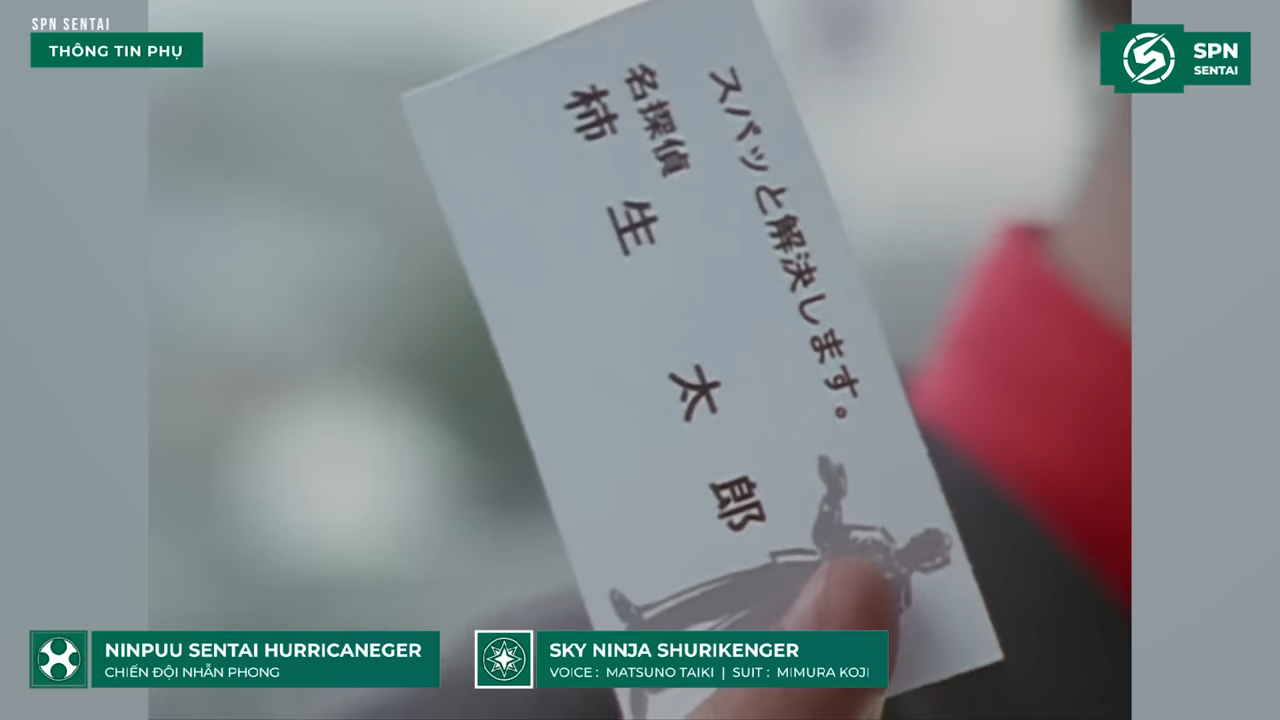 SPN SENTAI
THÔNG TIN PHỤ
SPN
SENTAI
スパッと解決します。
名探偵
柿生太郎
NINPUU SENTAI HURRICANEGER
CHIẾN ĐỘI NHẪN PHONG
SKY NINJA SHURIKENGER
VOICE : MATSUNO TAIKI | SUIT : MIMURA KOJI